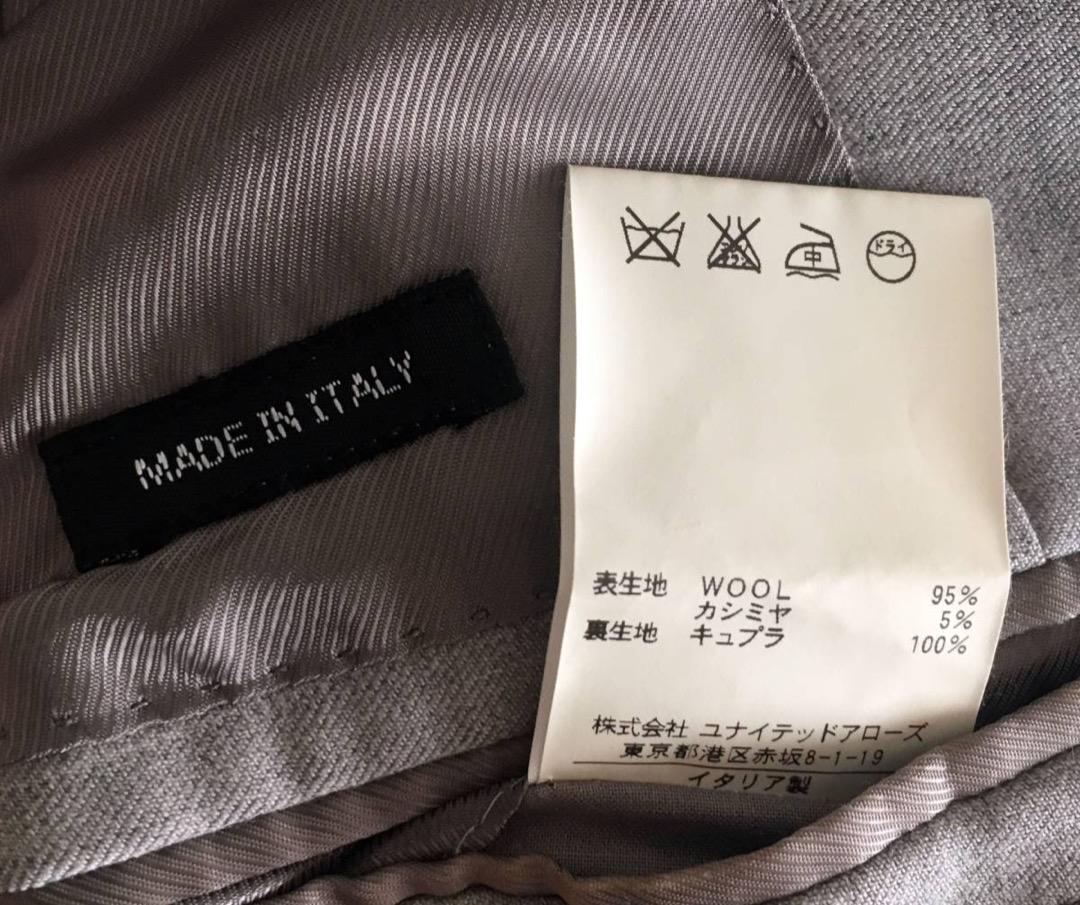 MADE IN ITALY
中
ドライ
表生地 WOOL 95%
カシミヤ 5%
裏生地 キュプラ 100%
株式会社 ユナイテッドアローズ
東京都港区赤坂8-1-19
イタリア製